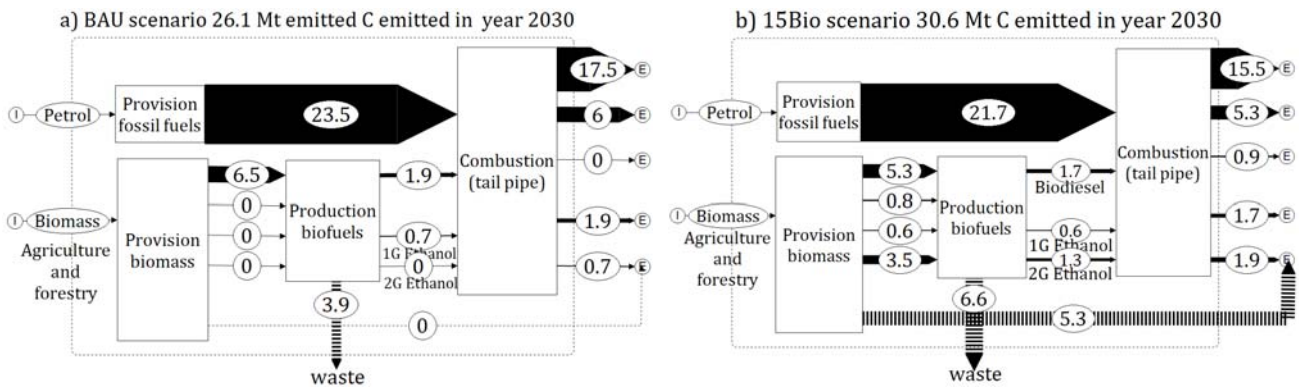 a) BAU scenario 26.1 Mt emitted C emitted in year 2030
I
Petrol
Provision
fossil fuels
23.5
17.5
E
6
E
Combustion
(tail pipe)
0
E
6.5
1.9
0
I
Biomass
Agriculture
and
forestry
Provision
biomass
0
0
Production
biofuels
0.7
1G Ethanol
0
2G Ethanol
1.9
E
0.7
E
3.9
0
waste
b) 15Bio scenario 30.6 Mt C emitted in year 2030
I
Petrol
Provision
fossil fuels
21.7
15.5
E
5.3
E
Combustion
(tail pipe)
0.9
E
5.3
1.7
Biodiesel
0.8
I
Biomass
Agriculture
and
forestry
Provision
biomass
0.6
3.5
Production
biofuels
0.6
1G Ethanol
1.3
2G Ethanol
1.7
E
1.9
E
6.6
5.3
waste